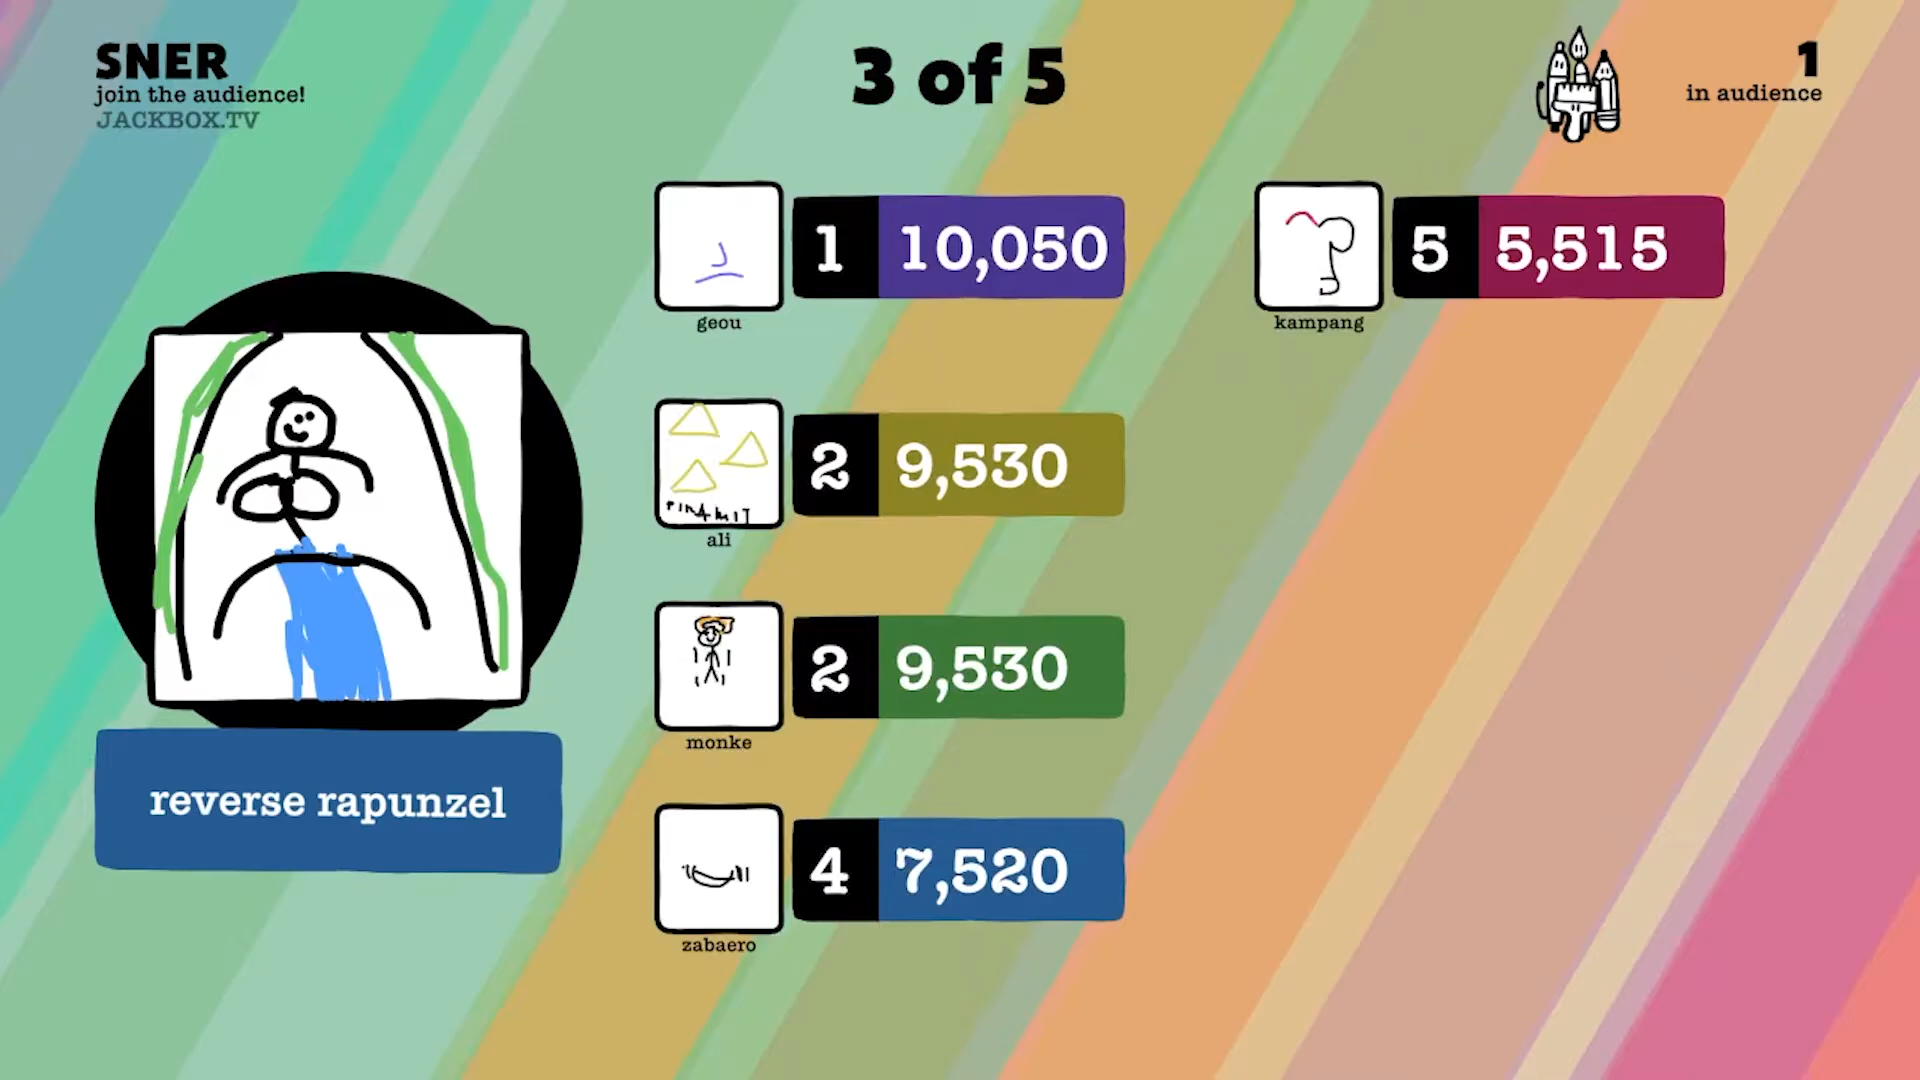 SNER
join the audience!
JACKBOX.TV
3 of 5
1
in audience
1 10,050
geou
2 9,530
ali
2 9,530
monke
4 7,520
zabaero
5 5,515
kampang
reverse rapunzel